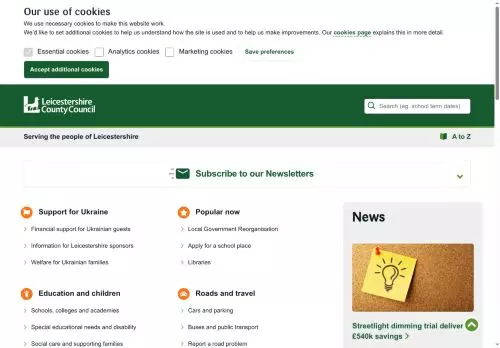 Our use of cookies
We use necessary cookies to make this website work.
We'd like to set additional cookies to help us understand how the site is used and to help us make improvements. Our cookies page explains this in more detail.
Essential cookies Analytics cookies Marketing cookies Save preferences
Accept additional cookies
Leicestershire
County Council
Search (eg. school term dates)
Serving the people of Leicestershire
A to Z
Subscribe to our Newsletters
Support for Ukraine
Financial support for Ukrainian guests
Information for Leicestershire sponsors
Welfare for Ukrainian families
Popular now
Local Government Reorganisation
Apply for a school place
Libraries
Education and children
Schools, colleges and academies
Special educational needs and disability
Social care and supporting families
Roads and travel
Cars and parking
Buses and public transport
Report a road problem
News
Streetlight dimming trial deliver
£540k savings